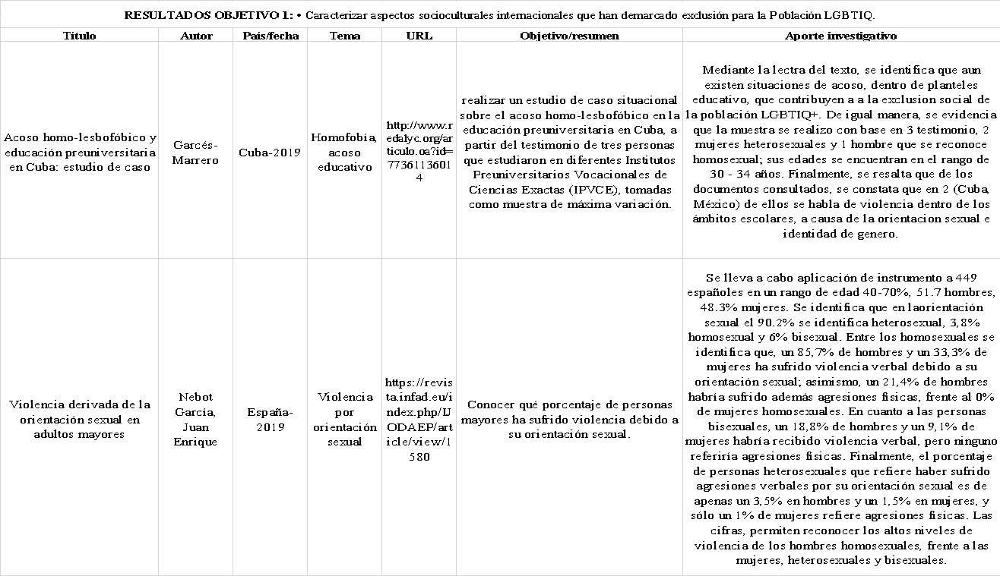 RESULTADOS OBJETIVO 1: • Caracterizar aspectos socioculturales internacionales que han demarcado exclusión para la Población LGBTIQ.
Título Autor País/fecha Tema URL Objetivo/resumen Aporte investigativo
Acoso homo-lesbofóbico y
educación preuniversitaria
en Cuba: estudio de caso
Garcés-
Marrero
Cuba-2019
Homofobia,
acoso
educativo
http://www.r
edalyc.org/ar
ticulo.oa?id=
7736113601
4
realizar un estudio de caso situacional
sobre el acoso homo-lesbofóbico en la
educación preuniversitaria en Cuba, a
partir del testimonio de tres personas
que estudiaron en diferentes Institutos
Preuniversitarios Vocacionales de
Ciencias Exactas (IPVCE), tomadas
como muestra de máxima variación.
Mediante la lectra del texto, se identifica que aun
existen situaciones de acoso, dentro de planteles
educativo, que contribuyen a a la exclusion social de
la población LGBTIQ+. De igual manera, se evidencia
que la muestra se realizo con base en 3 testimonio, 2
mujeres heterosexuales y 1 hombre que se reconoce
homosexual; sus edades se encuentran en el rango de
30 - 34 años. Finalmente, se resalta que de los
documentos consultados, se constata que en 2 (Cuba,
México) de ellos se habla de violencia dentro de los
ámbitos escolares, a causa de la orientacion sexual e
identidad de genero.
Violencia derivada de la
orientación sexual en
adultos mayores
Nebot
García,
Juan
Enrique
España-
2019
Violencia
por
orientación
sexual
https://revis
ta.infad.eu/i
ndex.php/IJ
ODAEP/art
icle/view/1
580
Conocer qué porcentaje de personas
mayores ha sufrido violencia debido a
su orientación sexual.
Se lleva a cabo aplicación de instrumento a 449
españoles en un rango de edad 40-70%, 51.7 hombres,
48.3% mujeres. Se identifica que en laorientación
sexual el 90.2% se identifica heterosexual, 3,8%
homosexual y 6% bisexual. Entre los homosexuales se
identifica que, un 85,7% de hombres y un 33,3% de
mujeres ha sufrido violencia verbal debido a su
orientación sexual; asimismo, un 21,4% de hombres
habría sufrido además agresiones físicas, frente al 0%
de mujeres homosexuales. En cuanto a las personas
bisexuales, un 18,8% de hombres y un 9,1% de
mujeres habría recibido violencia verbal, pero ninguno
referiría agresiones físicas. Finalmente, el porcentaje
de personas heterosexuales que refiere haber sufrido
agresiones verbales por su orientación sexual es de
apenas un 3,5% en hombres y un 1,5% en mujeres, y
sólo un 1% de mujeres refiere agresiones físicas. Las
cifras, permiten reconocer los altos niveles de
violencia de los hombres homosexuales, frente a las
mujeres, heterosexuales y bisexuales.